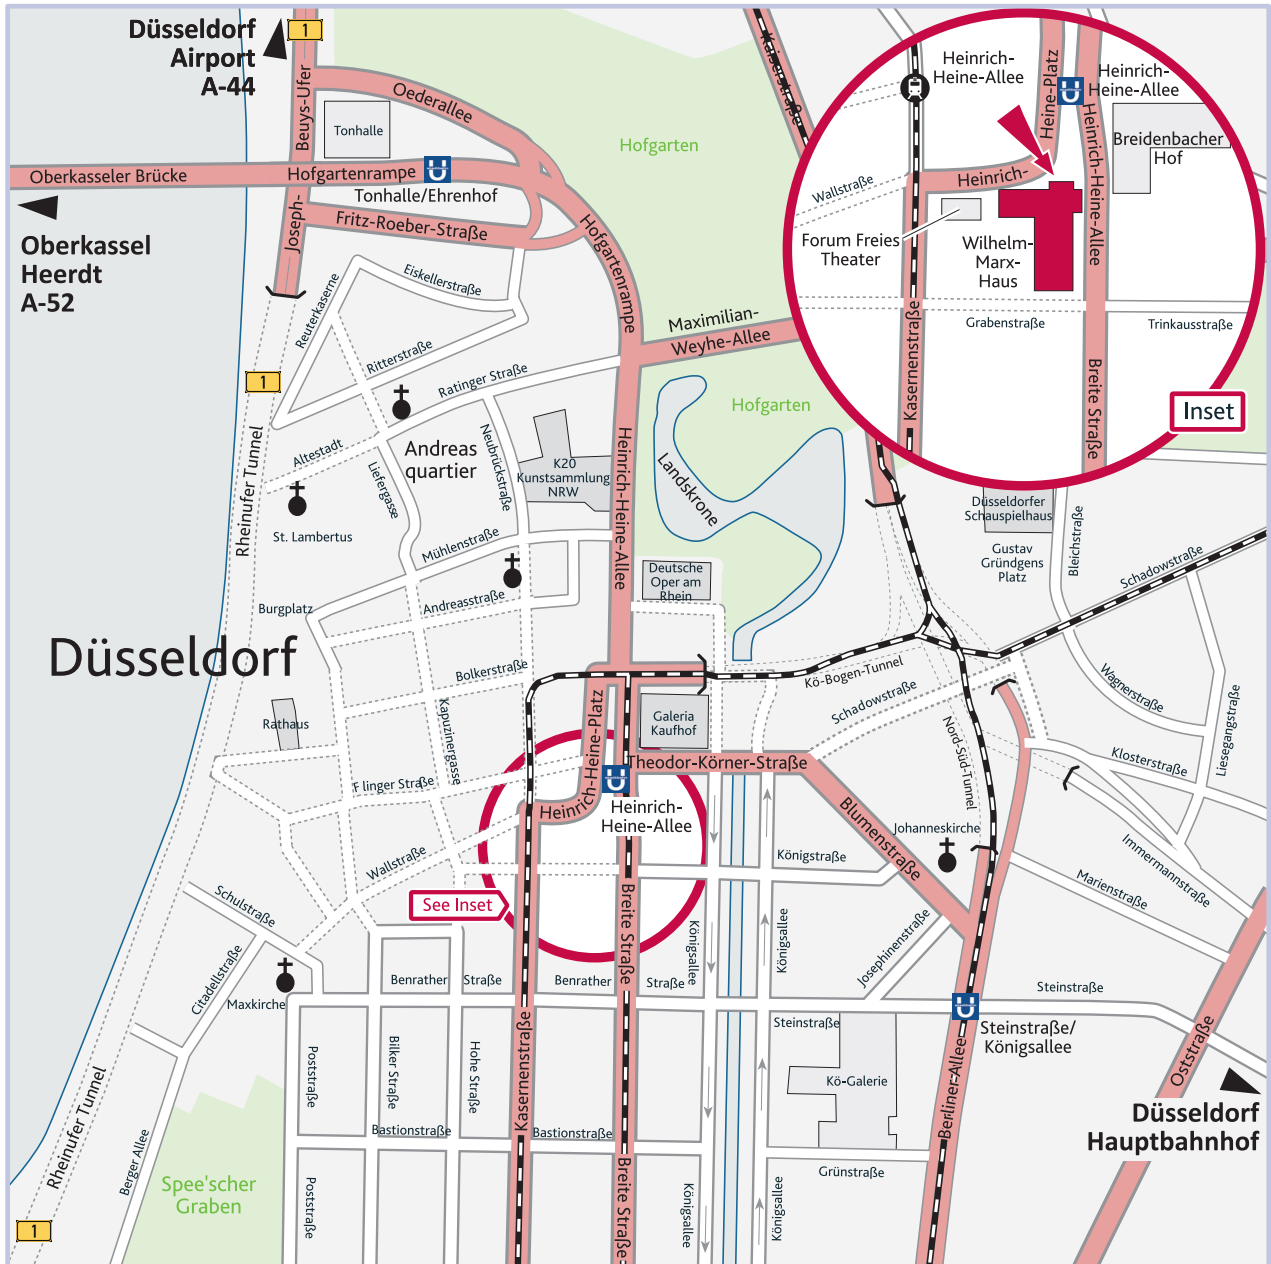 Düsseldorf
Airport
A-44
1
Beuys-Ufer
Joseph-
Oederallee
Tonhalle
Oberkasseler Brücke
Hofgartenrampe
Tonhalle/Ehrenhof
Fritz-Roeber-Straße
Oberkassel
Heerdt
A-52
Hofgarten
Kaiserstraße
Hofgartenrampe
Maximilian-
Weyhe-Allee
Heinrich-
Heine-Allee
Heine-Platz
Heinrich-
Heine-Allee
Breidenbacher
Hof
Wallstraße
Heinrich-
Heinrich-Heine-Allee
Forum Freies
Theater
Wilhelm-
Marx-
Haus
Kasernenstraße
Grabenstraße
Trinkausstraße
Breite Straße
Inset
Reuterkaserne
Eiskellerstraße
Ritterstraße
Ratinger Straße
1
Rheinufer Tunnel
Altestadt
Liefergasse
Andreas
quartier
Neubrückstraße
K20
Kunstsammlung
NRW
Heinrich-Heine-Allee
Hofgarten
Landskrone
St. Lambertus
Mühlenstraße
Düsseldorfer
Schauspielhaus
Gustav
Gründgens
Platz
Bleichstraße
Schadowstraße
Deutsche
Oper am
Rhein
Burgplatz
Andreasstraße
Düsseldorf
Bolkerstraße
Kapuzinergasse
Rathaus
Kö-Bogen-Tunnel
Schadowstraße
Nord-Süd-Tunnel
Wagnerstraße
Liesegangstraße
Klosterstraße
Immermannstraße
Galeria
Kaufhof
Heinrich-Heine-Platz
Theodor-Körner-Straße
Flinger Straße
Heinrich-
Heinrich-
Heine-Allee
Blumenstraße
Johanneskirche
Wallstraße
Königstraße
Marienstraße
See Inset
Schulstraße
Citadellstraße
Maxkirche
Breite Straße
Königsallee
Königsallee
Josephinenstraße
Benrather
Straße
Benrather
Straße
Steinstraße
Steinstraße
Steinstraße/
Königsallee
Poststraße
Bilker Straße
Hohe Straße
Kasernenstraße
Kö-Galerie
Berliner-Allee
Oststraße
Düsseldorf
Hauptbahnhof
Bastionstraße
Bastionstraße
Grünstraße
Rheinufer Tunnel
Berger Allee
Spee'scher
Graben
Poststraße
Breite Straße
Königsallee
Königsallee
1